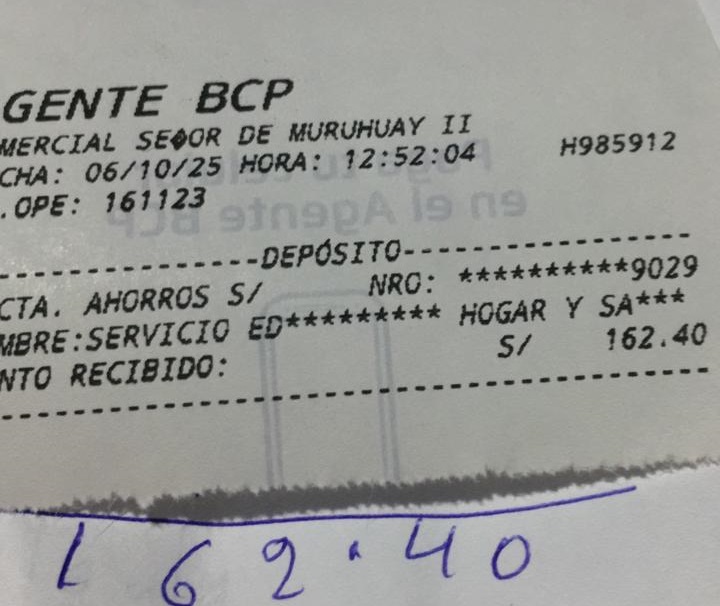 GENTE BCP
MERCIAL SE�OR DE MURUHUAY II
CHA: 06/10/25 HORA: 12:52:04 H985912
.OPE: 161123
---------------DEPÓSITO-----------------
CTA. AHORROS S/ NRO: **********9029
MBRE:SERVICIO ED********* HOGAR Y SA***
NTO RECIBIDO: S/ 162.40
----------------------------------------
162.40